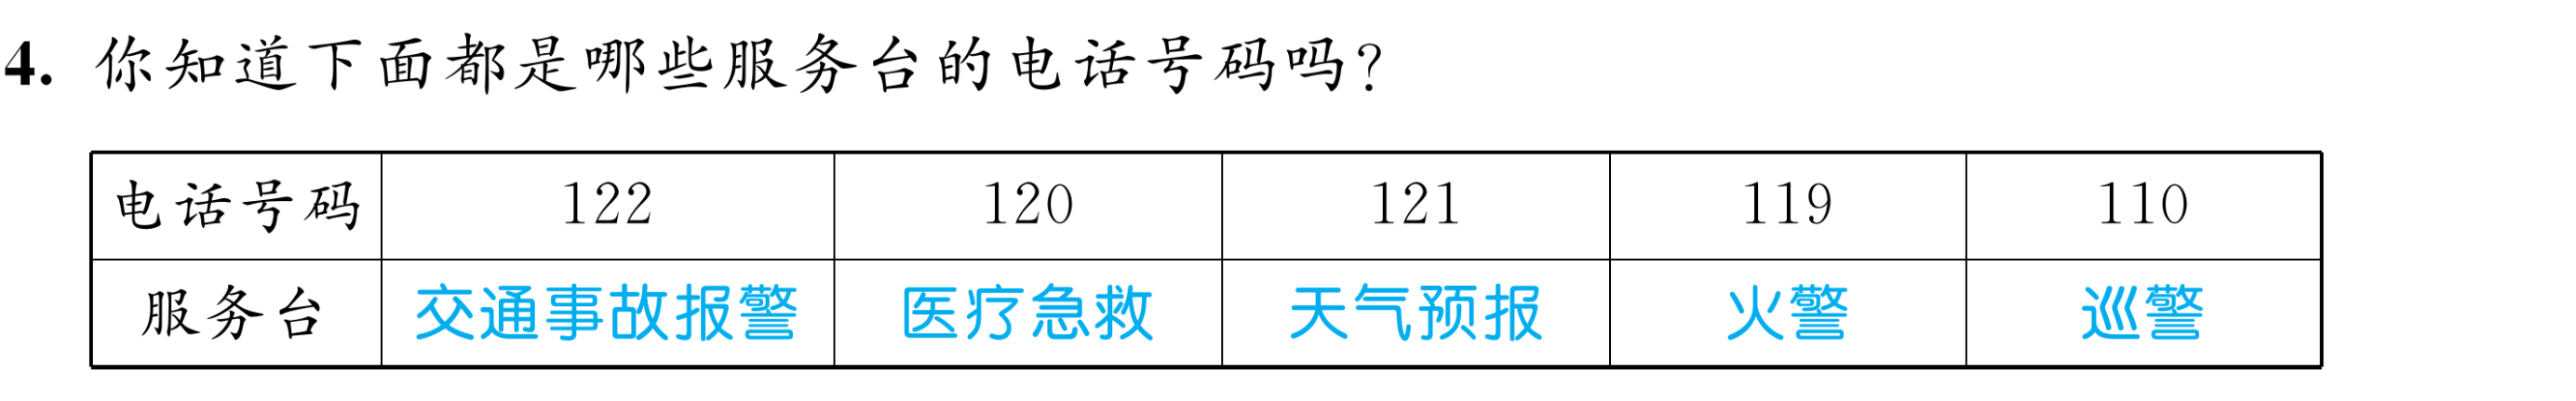 4. 你知道下面都是哪些服务台的电话号码吗?
电话号码 122 120 121 119 110
服务台 交通事故报警 医疗急救 天气预报 火警 巡警